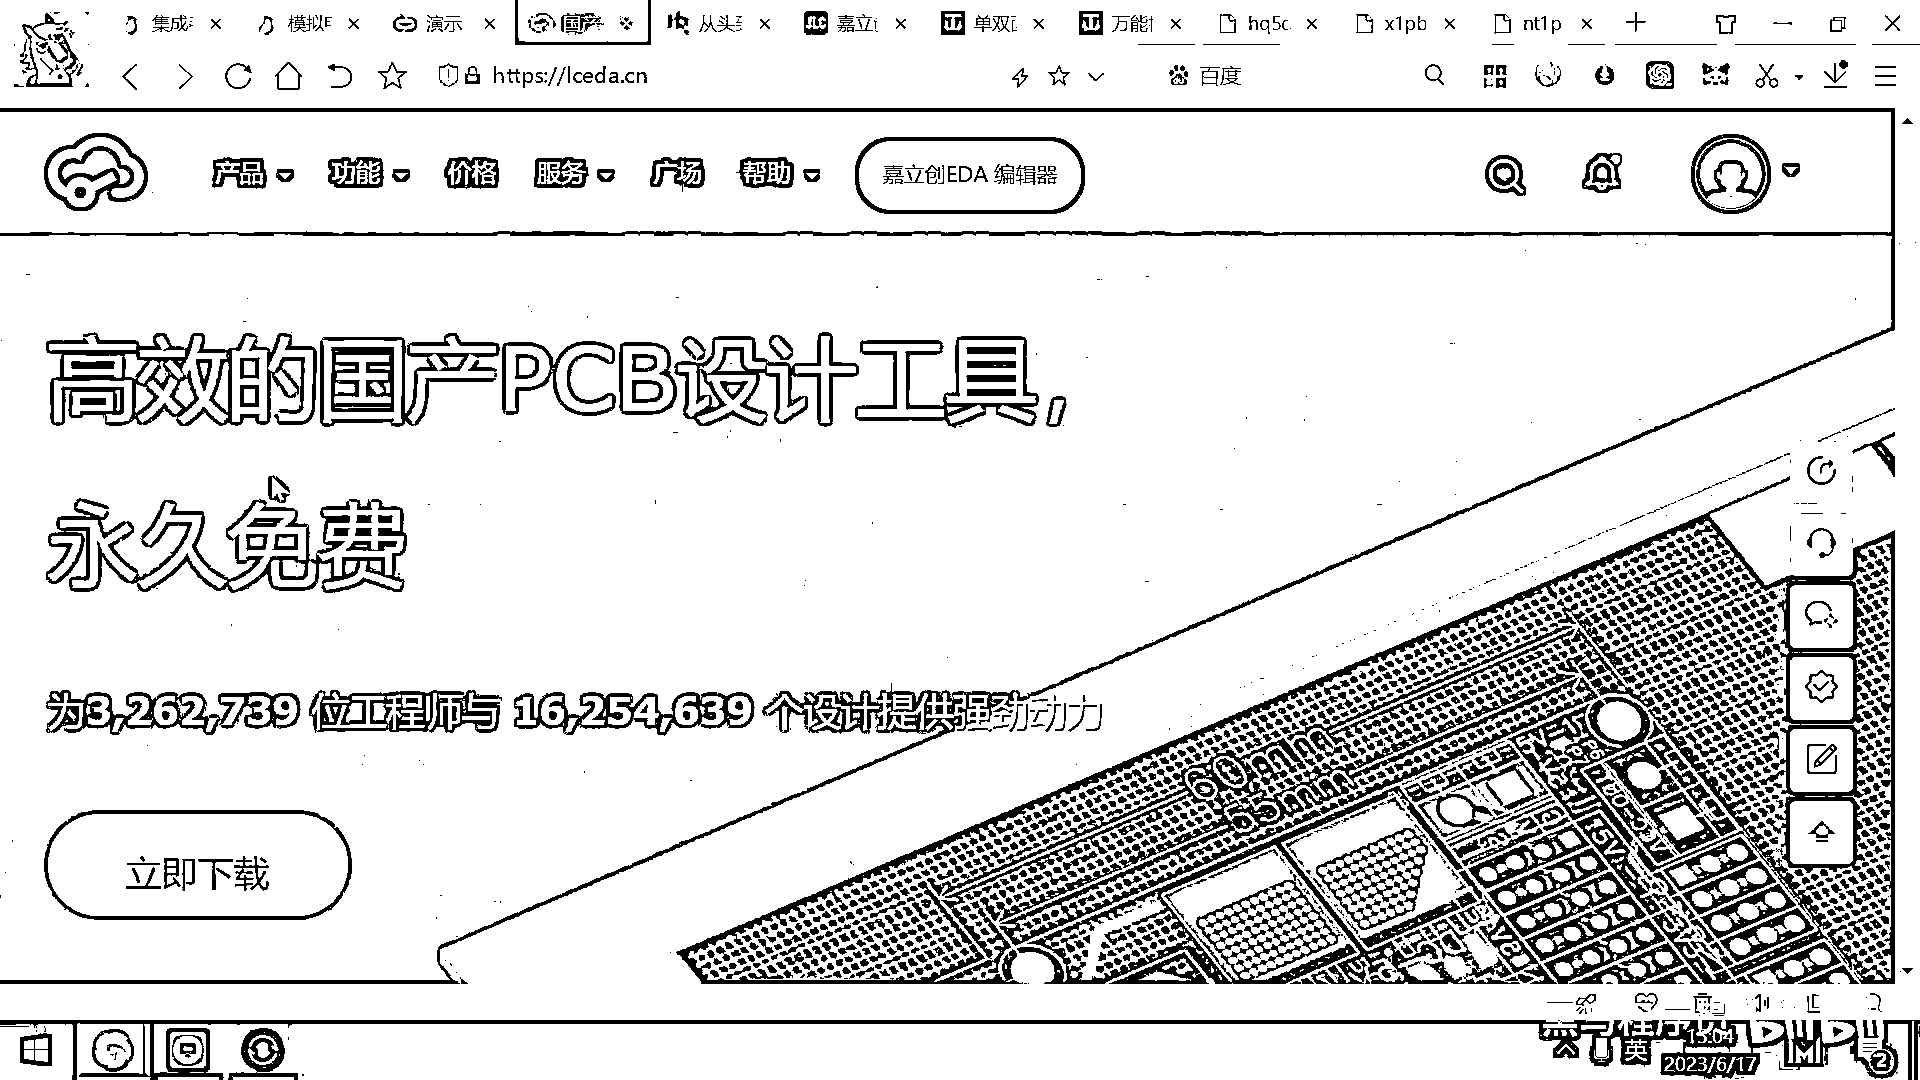 集成
模拟
演示
国产
从头
嘉立
单双
万能
hq5c
x1pb
nt1p
https://lceda.cn
百度
产品
功能
价格
服务
广场
帮助
嘉立创EDA 编辑器
高效的国产PCB设计工具，
永久免费
为3,262,739 位工程师与 16,254,639 个设计提供强劲动力
立即下载
60mm
65mm
英
15:04
2023/6/17
2